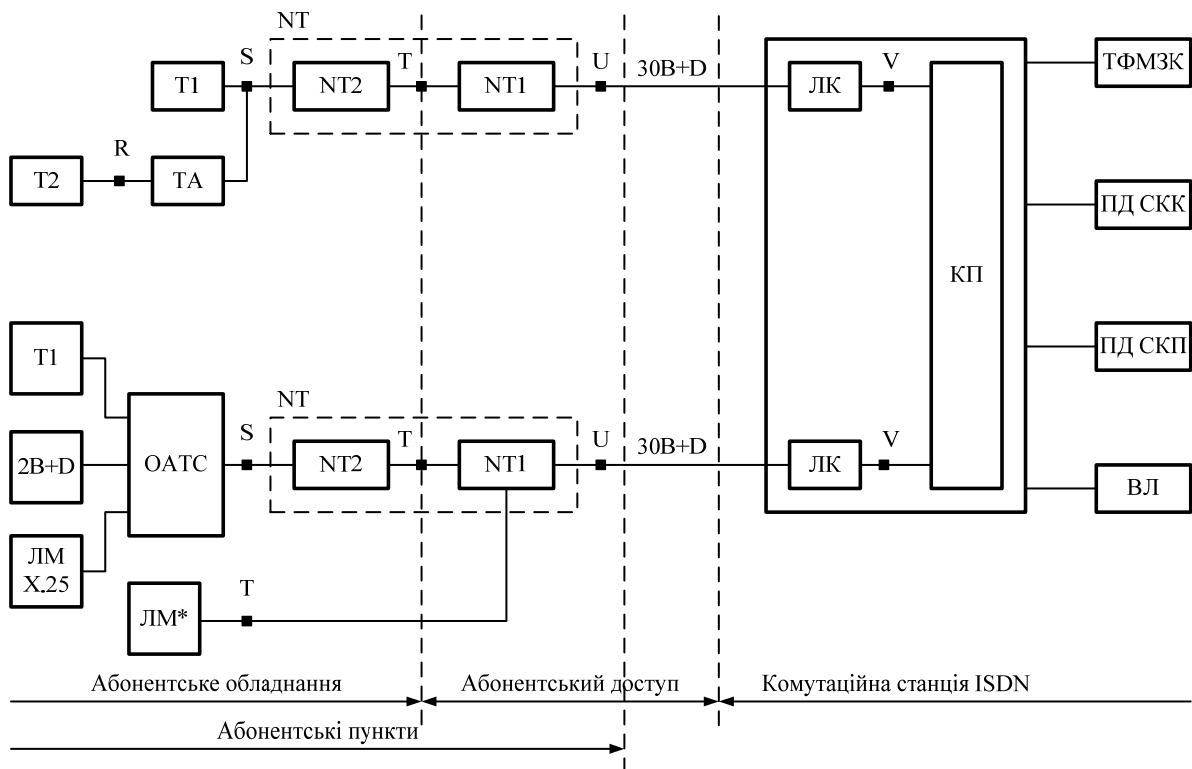 NT
S
T
U
30B+D
V
T1
NT2
NT1
ЛК
ТФМЗК
R
T2
TA
ПД СКК
КП
T1
ПД СКП
NT
S
T
U
30B+D
V
2B+D
ОАТС
NT2
NT1
ЛК
ВЛ
ЛМ
X.25
T
ЛМ*
Абонентське обладнання
Абонентський доступ
Комутаційна станція ISDN
Абонентські пункти